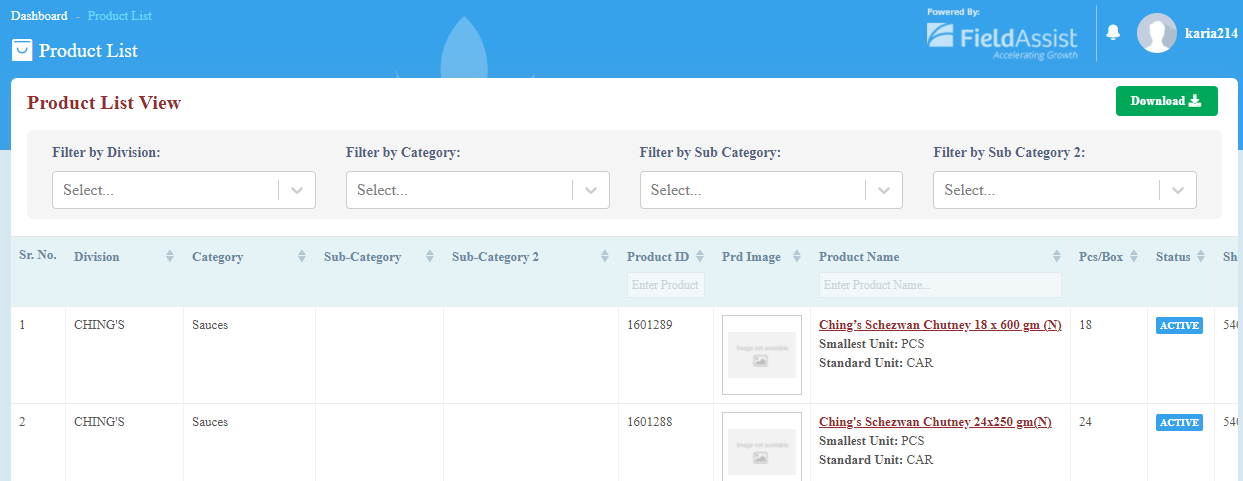 Dashboard - Product List
Powered By:
FieldAssist
Accelerating Growth
karia214
Product List
Product List View
Download
Filter by Division:
Filter by Category:
Filter by Sub Category:
Filter by Sub Category 2:
Select...
Select...
Select...
Select...
Sr. No.
Division
Category
Sub-Category
Sub-Category 2
Product ID
Prd Image
Product Name
Pcs/Box
Status
Sh
Enter Product
Enter Product Name...
1
CHING'S
Sauces
1601289
Image not available
Ching’s Schezwan Chutney 18 x 600 gm (N)
Smallest Unit: PCS
Standard Unit: CAR
18
ACTIVE
2
CHING'S
Sauces
1601288
Image not available
Ching's Schezwan Chutney 24x250 gm(N)
Smallest Unit: PCS
Standard Unit: CAR
24
ACTIVE